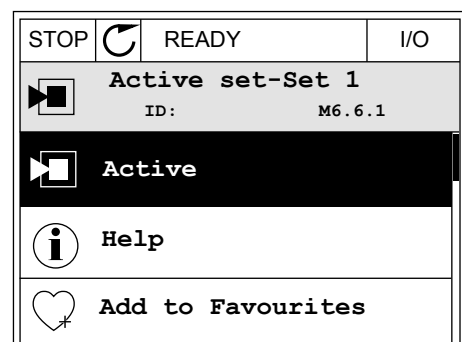 STOP READY I/O
Active set-Set 1
ID: M6.6.1
Active
Help
Add to Favourites